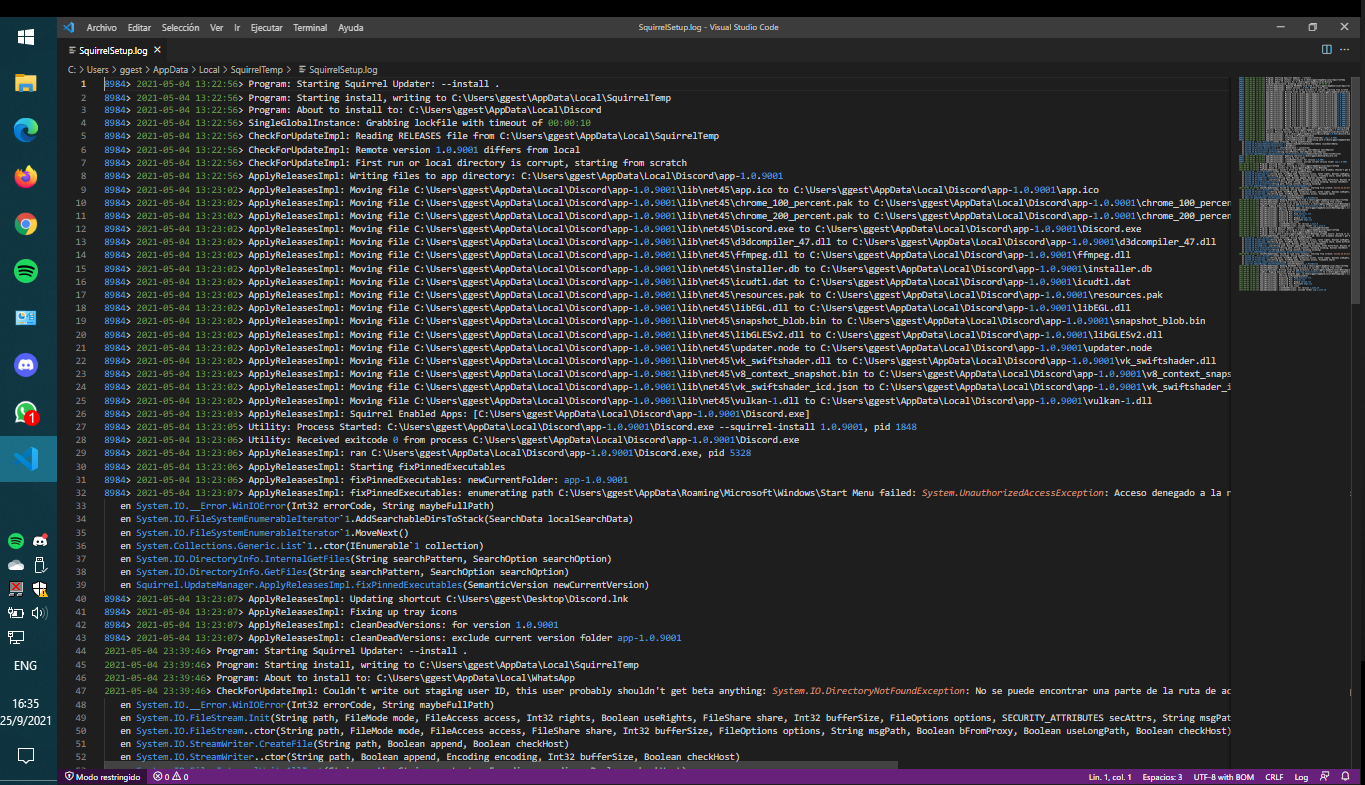 Archivo Editar Selección Ver Ir Ejecutar Terminal Ayuda
SquirrelSetup.log - Visual Studio Code
SquirrelSetup.log
C: > Users > ggest > AppData > Local > SquirrelTemp > SquirrelSetup.log
1 8984> 2021-05-04 13:22:56> Program: Starting Squirrel Updater: --install .
2 8984> 2021-05-04 13:22:56> Program: Starting install, writing to C:\Users\ggest\AppData\Local\SquirrelTemp
3 8984> 2021-05-04 13:22:56> Program: About to install to: C:\Users\ggest\AppData\Local\Discord
4 8984> 2021-05-04 13:22:56> SingleGlobalInstance: Grabbing lockfile with timeout of 00:00:10
5 8984> 2021-05-04 13:22:56> CheckForUpdateImpl: Reading RELEASES file from C:\Users\ggest\AppData\Local\SquirrelTemp
6 8984> 2021-05-04 13:22:56> CheckForUpdateImpl: Remote version 1.0.9001 differs from local
7 8984> 2021-05-04 13:22:56> CheckForUpdateImpl: First run or local directory is corrupt, starting from scratch
8 8984> 2021-05-04 13:22:56> ApplyReleasesImpl: Writing files to app directory: C:\Users\ggest\AppData\Local\Discord\app-1.0.9001
9 8984> 2021-05-04 13:23:02> ApplyReleasesImpl: Moving file C:\Users\ggest\AppData\Local\Discord\app-1.0.9001\lib\net45\app.ico to C:\Users\ggest\AppData\Local\Discord\app-1.0.9001\app.ico
10 8984> 2021-05-04 13:23:02> ApplyReleasesImpl: Moving file C:\Users\ggest\AppData\Local\Discord\app-1.0.9001\lib\net45\chrome_100_percent.pak to C:\Users\ggest\AppData\Local\Discord\app-1.0.9001\chrome_100_percen
11 8984> 2021-05-04 13:23:02> ApplyReleasesImpl: Moving file C:\Users\ggest\AppData\Local\Discord\app-1.0.9001\lib\net45\chrome_200_percent.pak to C:\Users\ggest\AppData\Local\Discord\app-1.0.9001\chrome_200_percen
12 8984> 2021-05-04 13:23:02> ApplyReleasesImpl: Moving file C:\Users\ggest\AppData\Local\Discord\app-1.0.9001\lib\net45\Discord.exe to C:\Users\ggest\AppData\Local\Discord\app-1.0.9001\Discord.exe
13 8984> 2021-05-04 13:23:02> ApplyReleasesImpl: Moving file C:\Users\ggest\AppData\Local\Discord\app-1.0.9001\lib\net45\d3dcompiler_47.dll to C:\Users\ggest\AppData\Local\Discord\app-1.0.9001\d3dcompiler_47.dll
14 8984> 2021-05-04 13:23:02> ApplyReleasesImpl: Moving file C:\Users\ggest\AppData\Local\Discord\app-1.0.9001\lib\net45\ffmpeg.dll to C:\Users\ggest\AppData\Local\Discord\app-1.0.9001\ffmpeg.dll
15 8984> 2021-05-04 13:23:02> ApplyReleasesImpl: Moving file C:\Users\ggest\AppData\Local\Discord\app-1.0.9001\lib\net45\installer.db to C:\Users\ggest\AppData\Local\Discord\app-1.0.9001\installer.db
16 8984> 2021-05-04 13:23:02> ApplyReleasesImpl: Moving file C:\Users\ggest\AppData\Local\Discord\app-1.0.9001\lib\net45\icudtl.dat to C:\Users\ggest\AppData\Local\Discord\app-1.0.9001\icudtl.dat
17 8984> 2021-05-04 13:23:02> ApplyReleasesImpl: Moving file C:\Users\ggest\AppData\Local\Discord\app-1.0.9001\lib\net45\resources.pak to C:\Users\ggest\AppData\Local\Discord\app-1.0.9001\resources.pak
18 8984> 2021-05-04 13:23:02> ApplyReleasesImpl: Moving file C:\Users\ggest\AppData\Local\Discord\app-1.0.9001\lib\net45\libEGL.dll to C:\Users\ggest\AppData\Local\Discord\app-1.0.9001\libEGL.dll
19 8984> 2021-05-04 13:23:02> ApplyReleasesImpl: Moving file C:\Users\ggest\AppData\Local\Discord\app-1.0.9001\lib\net45\snapshot_blob.bin to C:\Users\ggest\AppData\Local\Discord\app-1.0.9001\snapshot_blob.bin
20 8984> 2021-05-04 13:23:02> ApplyReleasesImpl: Moving file C:\Users\ggest\AppData\Local\Discord\app-1.0.9001\lib\net45\libGLESv2.dll to C:\Users\ggest\AppData\Local\Discord\app-1.0.9001\libGLESv2.dll
21 8984> 2021-05-04 13:23:02> ApplyReleasesImpl: Moving file C:\Users\ggest\AppData\Local\Discord\app-1.0.9001\lib\net45\updater.node to C:\Users\ggest\AppData\Local\Discord\app-1.0.9001\updater.node
22 8984> 2021-05-04 13:23:02> ApplyReleasesImpl: Moving file C:\Users\ggest\AppData\Local\Discord\app-1.0.9001\lib\net45\vk_swiftshader.dll to C:\Users\ggest\AppData\Local\Discord\app-1.0.9001\vk_swiftshader.dll
23 8984> 2021-05-04 13:23:02> ApplyReleasesImpl: Moving file C:\Users\ggest\AppData\Local\Discord\app-1.0.9001\lib\net45\v8_context_snapshot.bin to C:\Users\ggest\AppData\Local\Discord\app-1.0.9001\v8_context_snaps
24 8984> 2021-05-04 13:23:02> ApplyReleasesImpl: Moving file C:\Users\ggest\AppData\Local\Discord\app-1.0.9001\lib\net45\vk_swiftshader_icd.json to C:\Users\ggest\AppData\Local\Discord\app-1.0.9001\vk_swiftshader_i
25 8984> 2021-05-04 13:23:02> ApplyReleasesImpl: Moving file C:\Users\ggest\AppData\Local\Discord\app-1.0.9001\lib\net45\vulkan-1.dll to C:\Users\ggest\AppData\Local\Discord\app-1.0.9001\vulkan-1.dll
26 8984> 2021-05-04 13:23:03> ApplyReleasesImpl: Squirrel Enabled Apps: [C:\Users\ggest\AppData\Local\Discord\app-1.0.9001\Discord.exe]
27 8984> 2021-05-04 13:23:05> Utility: Process Started: C:\Users\ggest\AppData\Local\Discord\app-1.0.9001\Discord.exe --squirrel-install 1.0.9001, pid 1848
28 8984> 2021-05-04 13:23:06> Utility: Received exitcode 0 from process C:\Users\ggest\AppData\Local\Discord\app-1.0.9001\Discord.exe
29 8984> 2021-05-04 13:23:06> ApplyReleasesImpl: ran C:\Users\ggest\AppData\Local\Discord\app-1.0.9001\Discord.exe, pid 5328
30 8984> 2021-05-04 13:23:06> ApplyReleasesImpl: Starting fixPinnedExecutables
31 8984> 2021-05-04 13:23:06> ApplyReleasesImpl: fixPinnedExecutables: newCurrentFolder: app-1.0.9001
32 8984> 2021-05-04 13:23:07> ApplyReleasesImpl: fixPinnedExecutables: enumerating path C:\Users\ggest\AppData\Roaming\Microsoft\Windows\Start Menu failed: System.UnauthorizedAccessException: Acceso denegado a la r
33 en System.IO.__Error.WinIOError(Int32 errorCode, String maybeFullPath)
34 en System.IO.FileSystemEnumerableIterator`1.AddSearchableDirsToStack(SearchData localSearchData)
35 en System.IO.FileSystemEnumerableIterator`1.MoveNext()
36 en System.Collections.Generic.List`1..ctor(IEnumerable`1 collection)
37 en System.IO.DirectoryInfo.InternalGetFiles(String searchPattern, SearchOption searchOption)
38 en System.IO.DirectoryInfo.GetFiles(String searchPattern, SearchOption searchOption)
39 en Squirrel.UpdateManager.ApplyReleasesImpl.fixPinnedExecutables(SemanticVersion newCurrentVersion)
40 8984> 2021-05-04 13:23:07> ApplyReleasesImpl: Updating shortcut C:\Users\ggest\Desktop\Discord.lnk
41 8984> 2021-05-04 13:23:07> ApplyReleasesImpl: Fixing up tray icons
42 8984> 2021-05-04 13:23:07> ApplyReleasesImpl: cleanDeadVersions: for version 1.0.9001
43 8984> 2021-05-04 13:23:07> ApplyReleasesImpl: cleanDeadVersions: exclude current version folder app-1.0.9001
44 2021-05-04 23:39:46> Program: Starting Squirrel Updater: --install .
45 2021-05-04 23:39:46> Program: Starting install, writing to C:\Users\ggest\AppData\Local\SquirrelTemp
46 2021-05-04 23:39:46> Program: About to install to: C:\Users\ggest\AppData\Local\WhatsApp
47 2021-05-04 23:39:46> CheckForUpdateImpl: Couldn't write out staging user ID, this user probably shouldn't get beta anything: System.IO.DirectoryNotFoundException: No se puede encontrar una parte de la ruta de ac
48 en System.IO.__Error.WinIOError(Int32 errorCode, String maybeFullPath)
49 en System.IO.FileStream.Init(String path, FileMode mode, FileAccess access, Int32 rights, Boolean useRights, FileShare share, Int32 bufferSize, FileOptions options, SECURITY_ATTRIBUTES secAttrs, String msgPat
50 en System.IO.FileStream..ctor(String path, FileMode mode, FileAccess access, FileShare share, Int32 bufferSize, FileOptions options, String msgPath, Boolean bFromProxy, Boolean useLongPath, Boolean checkHost)
51 en System.IO.StreamWriter.CreateFile(String path, Boolean append, Boolean checkHost)
52 en System.IO.StreamWriter..ctor(String path, Boolean append, Encoding encoding, Int32 bufferSize, Boolean checkHost)
1
ENG
16:35
25/9/2021
Modo restringido 0 0
Lín. 1, col. 1 Espacios: 3 UTF-8 with BOM CRLF Log